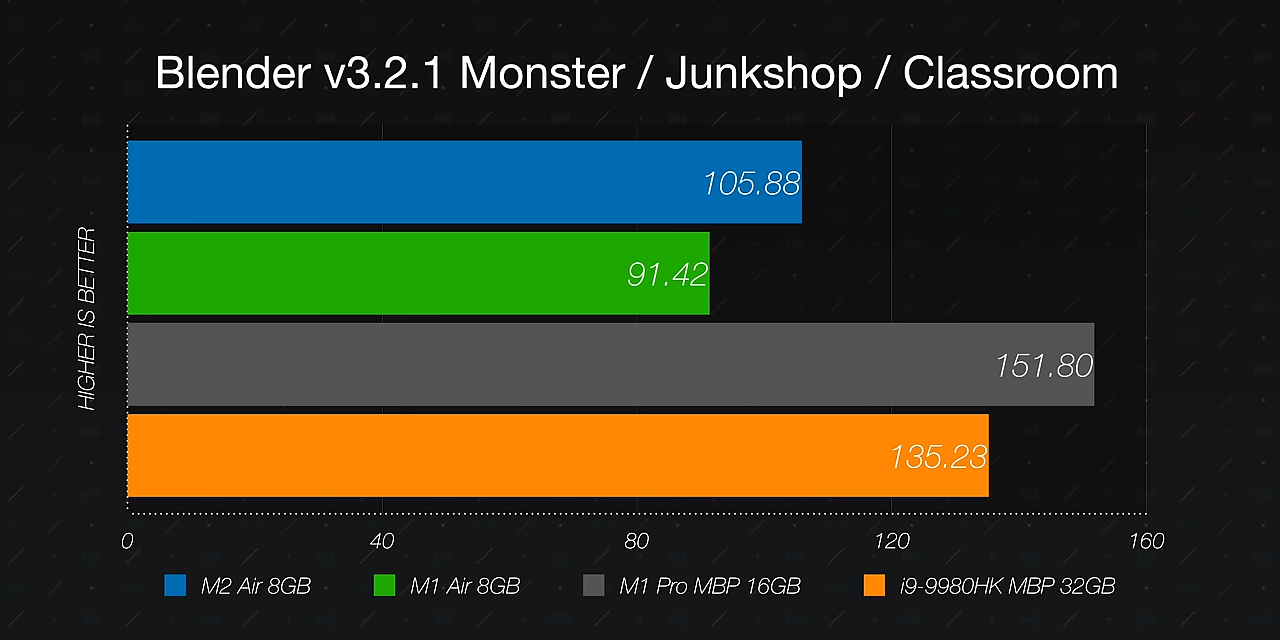 Blender v3.2.1 Monster / Junkshop / Classroom
HIGHER IS BETTER
105.88
91.42
151.80
135.23
0 40 80 120 160
M2 Air 8GB M1 Air 8GB M1 Pro MBP 16GB i9-9980HK MBP 32GB